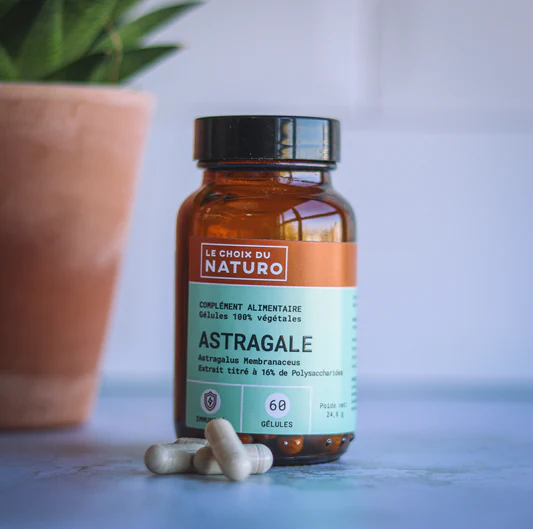 LE CHOIX DU
NATURO
COMPLÉMENT ALIMENTAIRE
Gélules 100% végétales
ASTRAGALE
Astragalus Membranaceus
Extrait titré à 16% de Polysaccharides
60
GÉLULES
Poids net
24,6 g